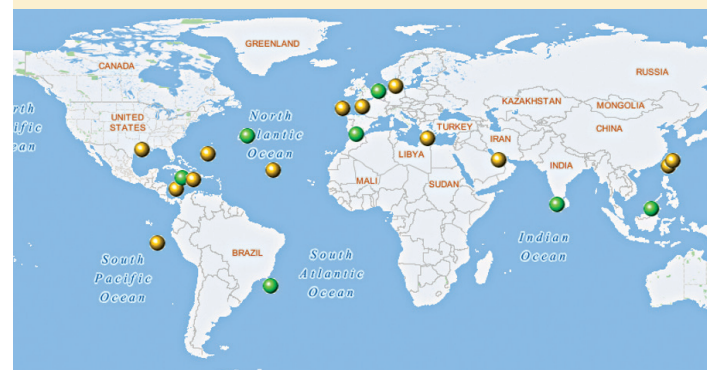 GREENLAND
CANADA
RUSSIA
North
Atlantic
Ocean
UNITED
STATES
KAZAKHSTAN
MONGOLIA
CHINA
TURKEY
IRAN
LIBYA
INDIA
MALI
SUDAN
BRAZIL
South
Pacific
Ocean
South
Atlantic
Ocean
Indian
Ocean